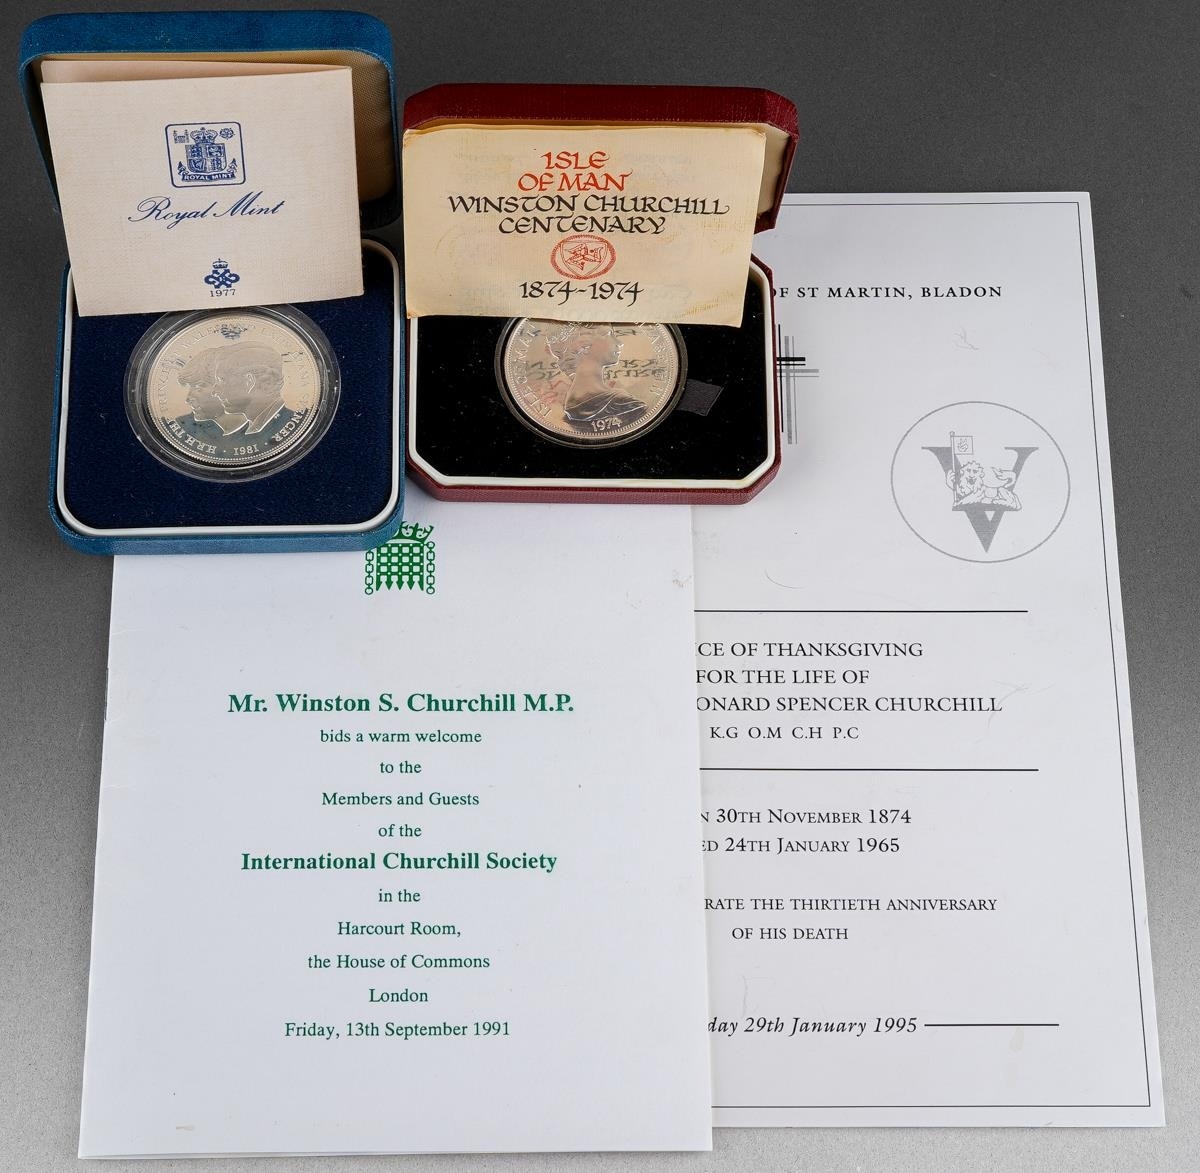 ROYAL MINT
Royal Mint
1977
H.R.H. THE PRINCE WALES AND LADY DIANA SPENCER · 1981
ISLE
OF MAN
WINSTON CHURCHILL
CENTENARY
1874-1974
ISLE OF MAN
1974
OF ST MARTIN, BLADON
V
ICE OF THANKSGIVING
FOR THE LIFE OF
ONARD SPENCER CHURCHILL
K.G O.M C.H P.C
N 30TH NOVEMBER 1874
ED 24TH JANUARY 1965
RATE THE THIRTIETH ANNIVERSARY
OF HIS DEATH
day 29th January 1995
Mr. Winston S. Churchill M.P.
bids a warm welcome
to the
Members and Guests
of the
International Churchill Society
in the
Harcourt Room,
the House of Commons
London
Friday, 13th September 1991